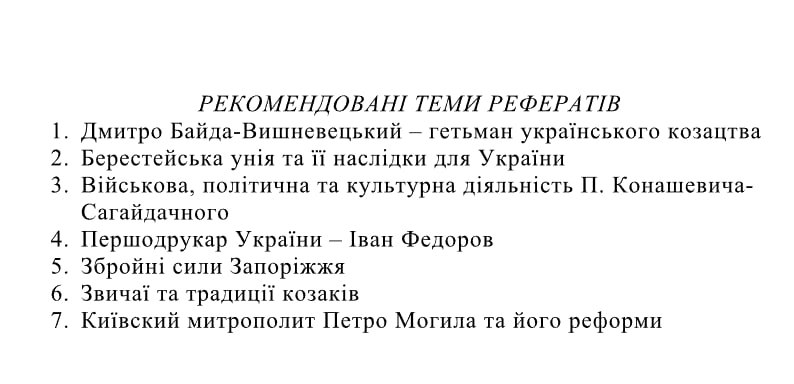 РЕКОМЕНДОВАНІ ТЕМИ РЕФЕРАТІВ
1. Дмитро Байда-Вишневецький – гетьман українського козацтва
2. Берестейська унія та її наслідки для України
3. Військова, політична та культурна діяльність П. Конашевича-
Сагайдачного
4. Першодрукар України – Іван Федоров
5. Збройні сили Запоріжжя
6. Звичаї та традиції козаків
7. Київский митрополит Петро Могила та його реформи